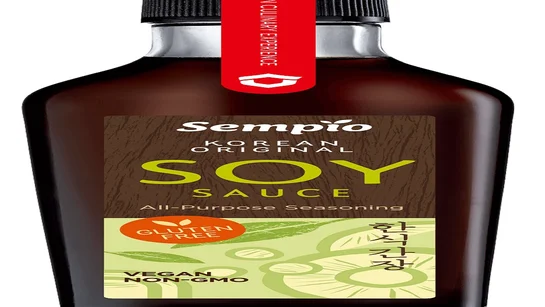 N CULINARY EXPERIENCE
Sempio
KOREAN
ORIGINAL
SOY
SAUCE
All-Purpose Seasoning
GLUTEN
FREE
VEGAN
NON-GMO